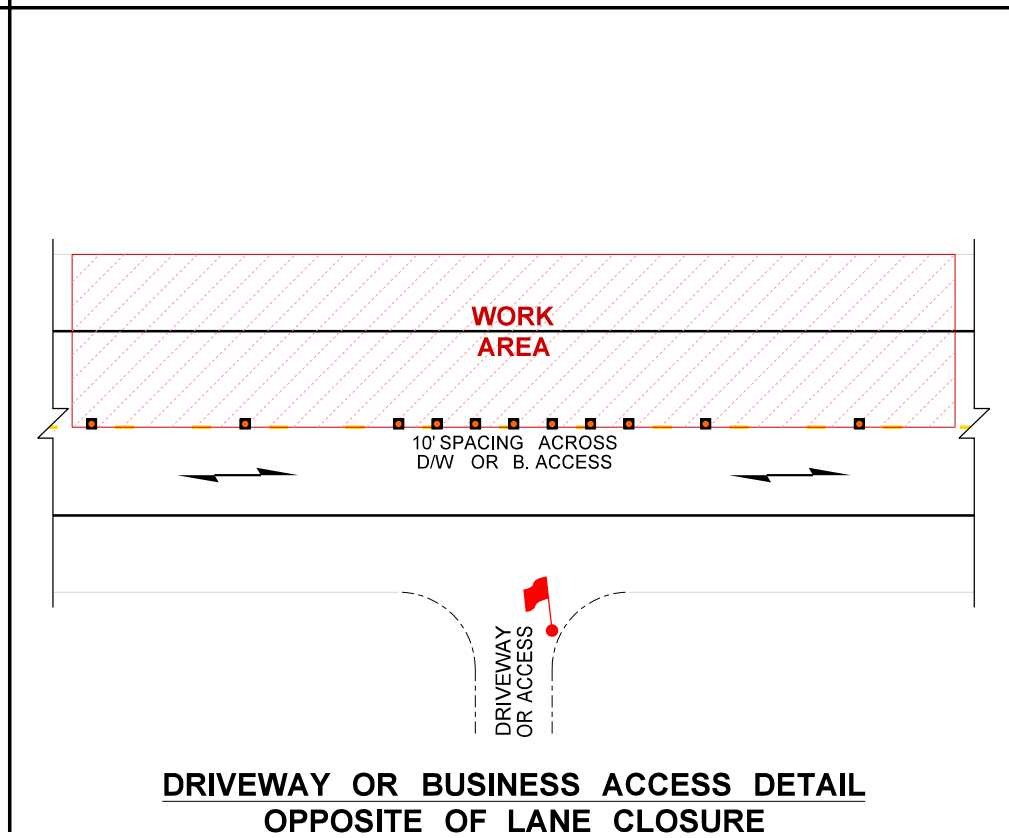 WORK
AREA
10' SPACING ACROSS
D/W OR B. ACCESS
DRIVEWAY
OR ACCESS
DRIVEWAY OR BUSINESS ACCESS DETAIL
OPPOSITE OF LANE CLOSURE